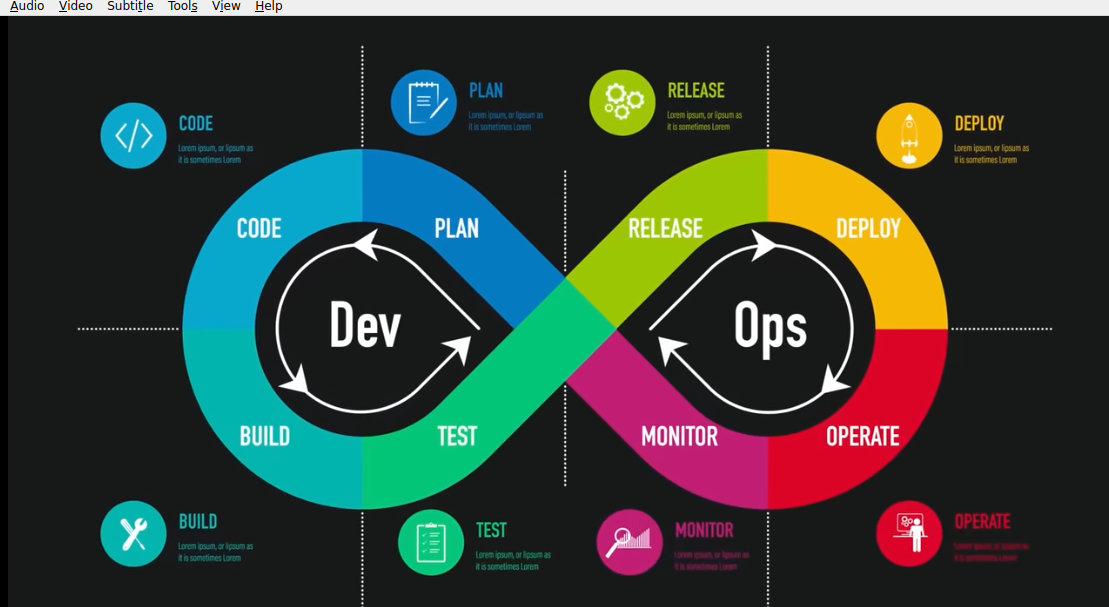 Audio Video Subtitle Tools View Help
PLAN
Lorem ipsum, or lipsum as
it is sometimes Lorem
RELEASE
Lorem ipsum, or lipsum as
it is sometimes Lorem
CODE
Lorem ipsum, or lipsum as
it is sometimes Lorem
DEPLOY
Lorem ipsum, or lipsum as
it is sometimes Lorem
CODE
PLAN
RELEASE
DEPLOY
Dev
Ops
BUILD
TEST
MONITOR
OPERATE
BUILD
Lorem ipsum, or lipsum as
it is sometimes Lorem
TEST
Lorem ipsum, or lipsum as
it is sometimes Lorem
MONITOR
Lorem ipsum, or lipsum as
it is sometimes Lorem
OPERATE
Lorem ipsum, or lipsum as
it is sometimes Lorem